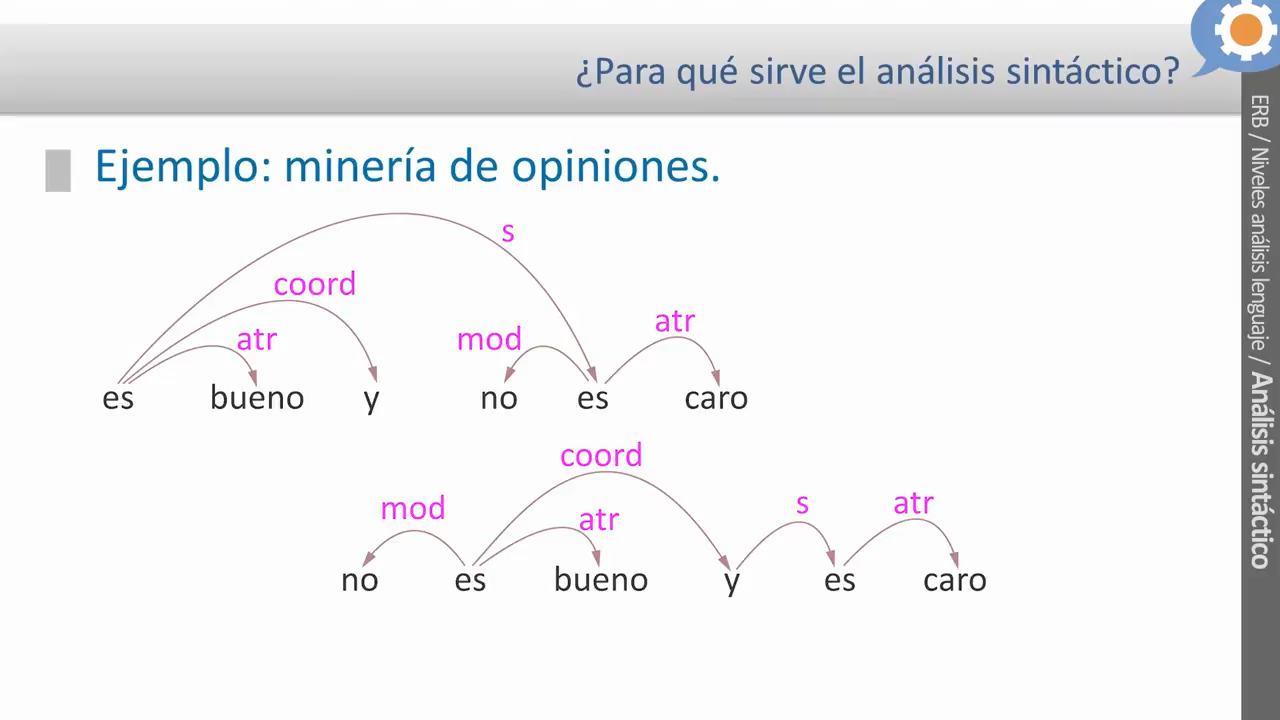 ¿Para qué sirve el análisis sintáctico?
Ejemplo: minería de opiniones.
s
coord
atr
mod
atr
es bueno y no es caro
coord
mod
atr
s
atr
no es bueno y es caro
ERB / Niveles análisis lenguaje / Análisis sintáctico